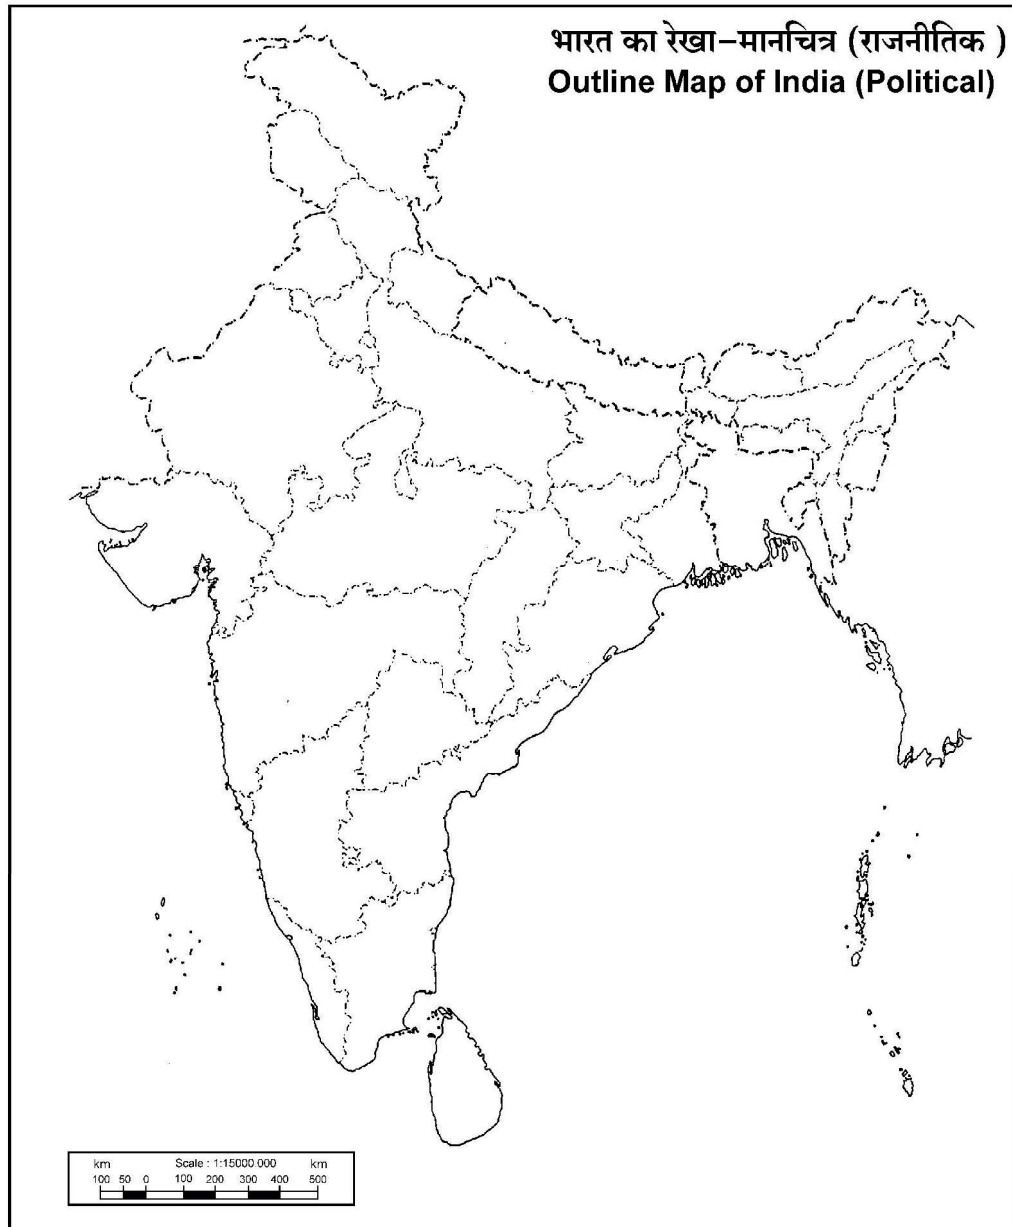 भारत का रेखा–मानचित्र (राजनीतिक )
Outline Map of India (Political)
km Scale : 1:15000.000 km
100 50 0 100 200 300 400 500